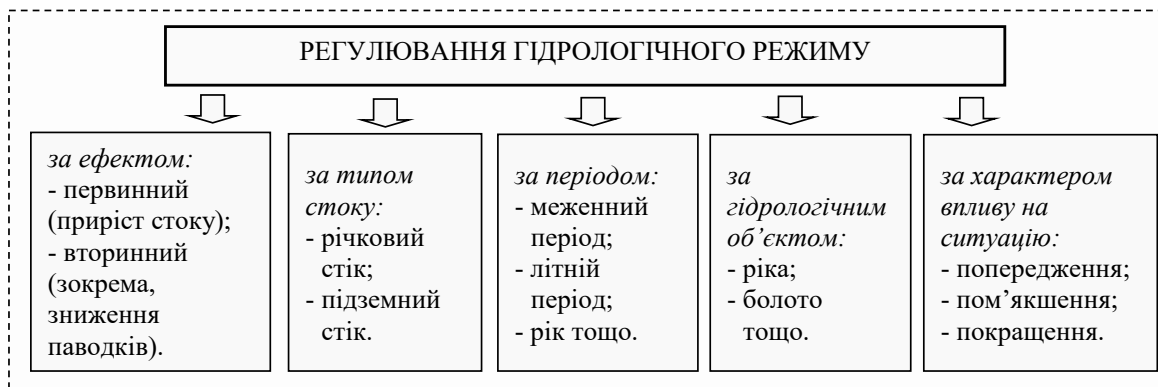 РЕГУЛЮВАННЯ ГІДРОЛОГІЧНОГО РЕЖИМУ
за ефектом:
- первинний
(приріст стоку);
- вторинний
(зокрема,
зниження
паводків).
за типом
стоку:
- річковий
стік;
- підземний
стік.
за періодом:
- меженний
період;
- літній
період;
- рік тощо.
за
гідрологічним
об’єктом:
- ріка;
- болото
тощо.
за характером
впливу на
ситуацію:
- попередження;
- пом’якшення;
- покращення.